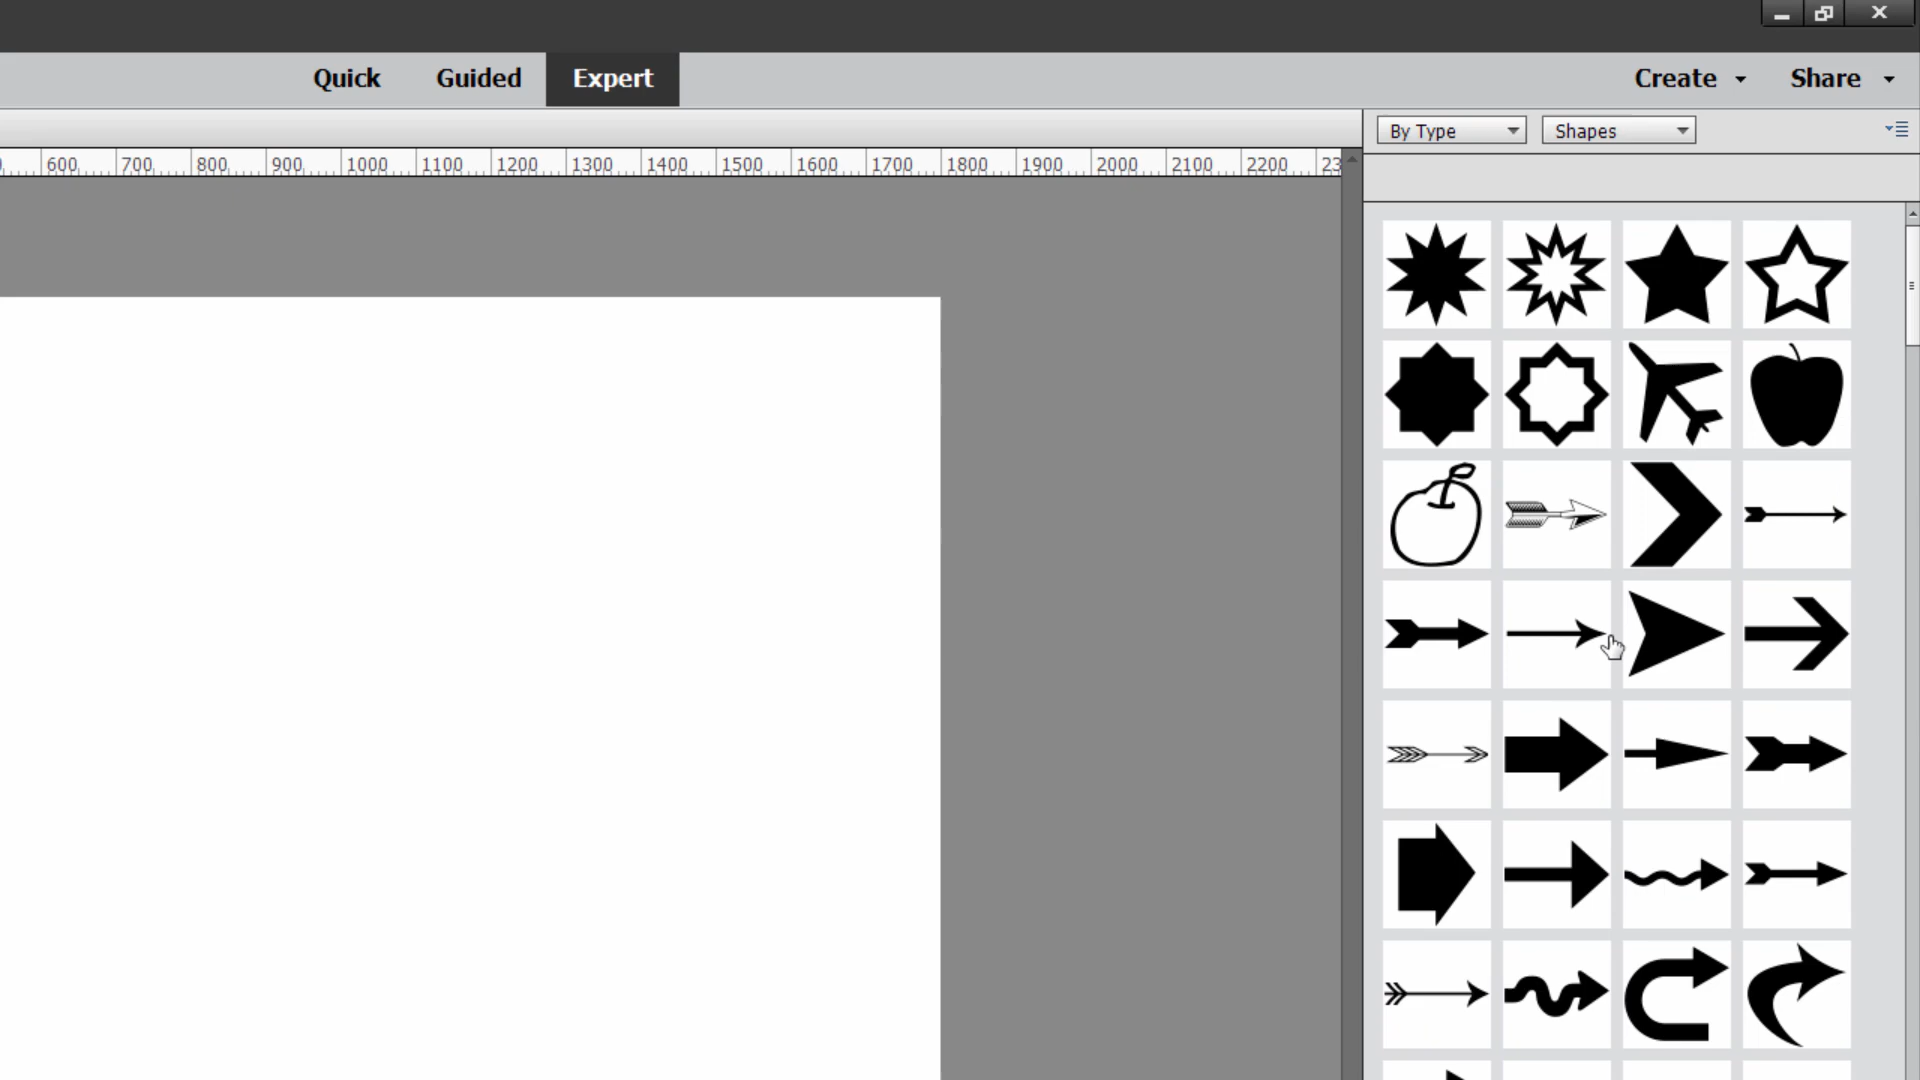 Quick Guided Expert Create Share
By Type Shapes
600 700 800 900 1000 1100 1200 1300 1400 1500 1600 1700 1800 1900 2000 2100 2200 23